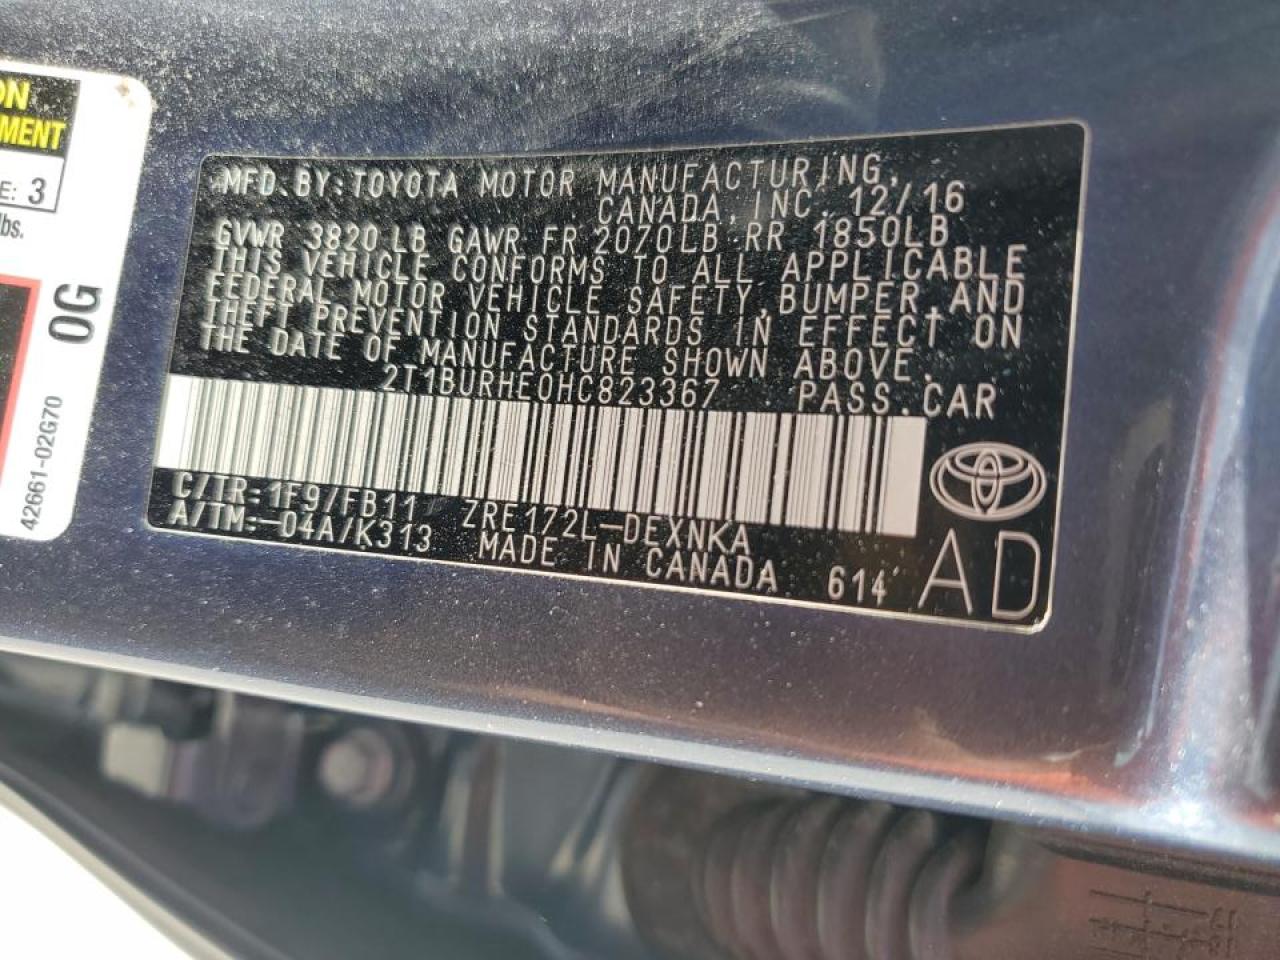 ON
MENT
E: 3
lbs.
0G
42661-02G70
MFD. BY: TOYOTA MOTOR MANUFACTURING,
CANADA, INC. 12/16
GVWR 3820 LB GAWR FR 2070LB RR 1850LB
THIS VEHICLE CONFORMS TO ALL APPLICABLE
FEDERAL MOTOR VEHICLE SAFETY, BUMPER, AND
THEFT PREVENTION STANDARDS IN EFFECT ON
THE DATE OF MANUFACTURE SHOWN ABOVE.
2T1BURHE0HC823367 PASS. CAR
C/TR: 1F9/FB11 ZRE172L-DEXNKA
A/TM: -04A/K313 MADE IN CANADA 614
AD